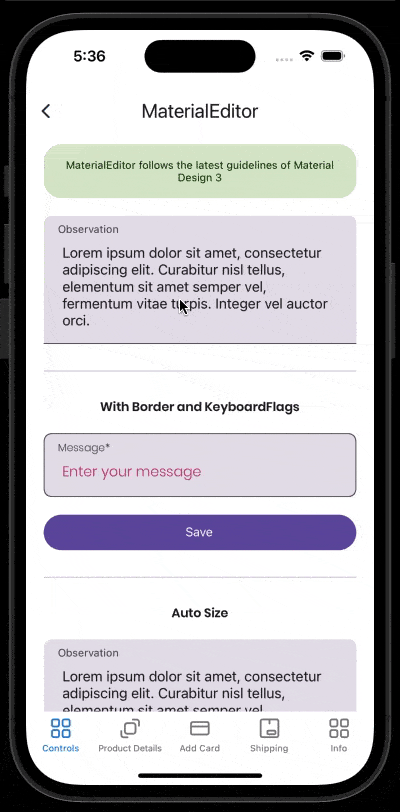 5:36
MaterialEditor
MaterialEditor follows the latest guidelines of Material
Design 3
Observation
Lorem ipsum dolor sit amet, consectetur
adipiscing elit. Curabitur nisl tellus,
elementum sit amet semper vel,
fermentum vitae turpis. Integer vel auctor
orci.
With Border and KeyboardFlags
Message*
Enter your message
Save
Auto Size
Observation
Lorem ipsum dolor sit amet, consectetur
adipiscing elit. Curabitur nisl tellus,
elementum sit amet semper vel,
Controls
Product Details
Add Card
Shipping
Info